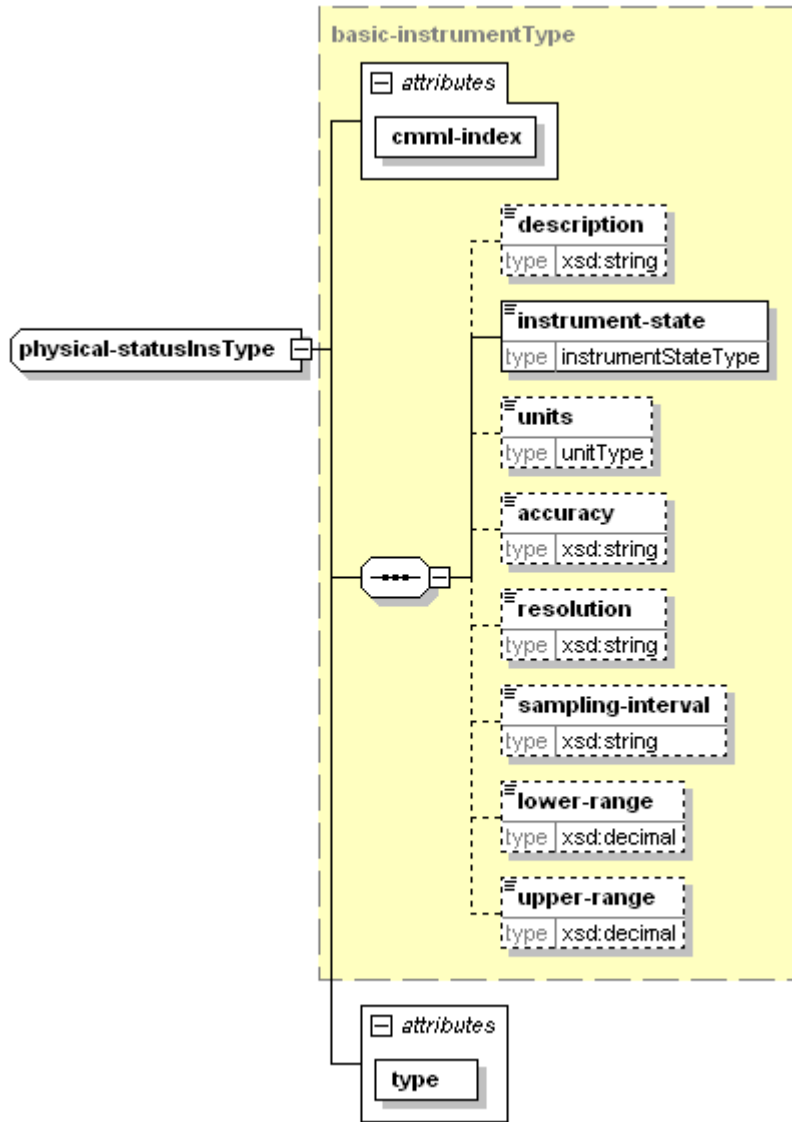 basic-instrumentType
attributes
cmml-index
description
type xsd:string
instrument-state
type instrumentStateType
physical-statusInsType
units
type unitType
accuracy
type xsd:string
resolution
type xsd:string
sampling-interval
type xsd:string
lower-range
type xsd:decimal
upper-range
type xsd:decimal
attributes
type